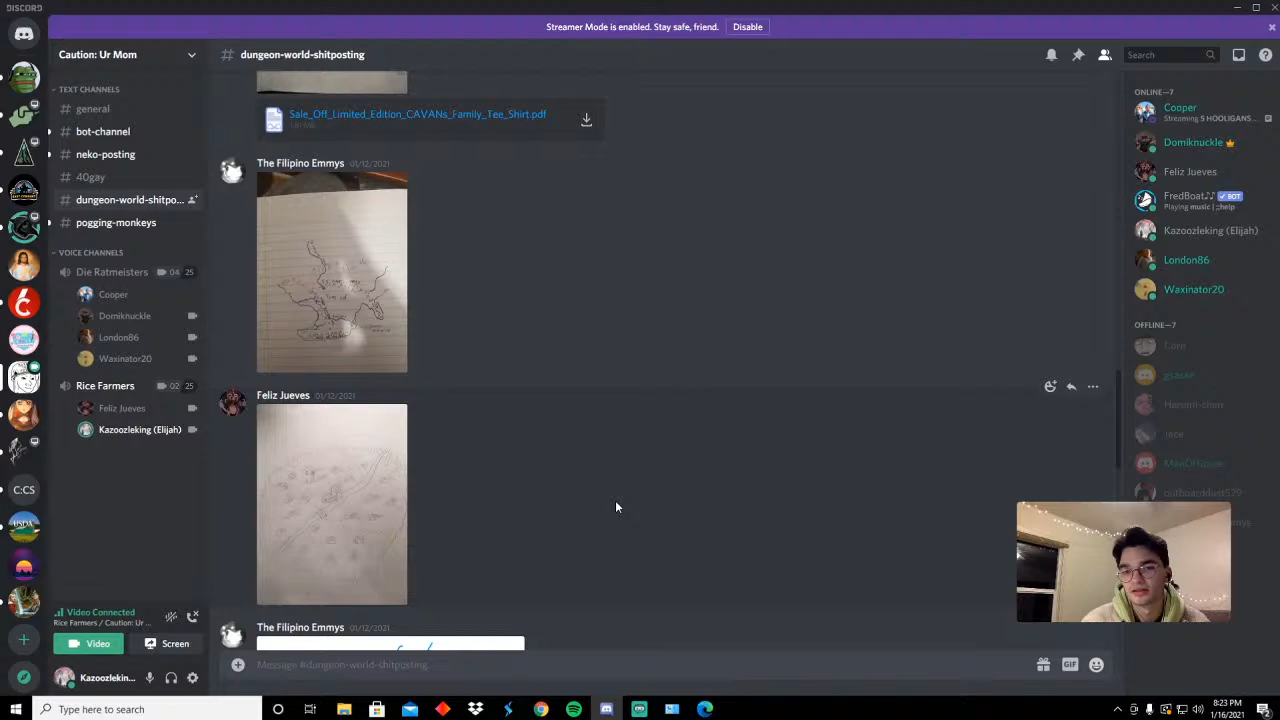 DISCORD
Streamer Mode is enabled. Stay safe, friend. Disable
Caution: Ur Mom
# dungeon-world-shitposting
Search
TEXT CHANNELS
# general
# bot-channel
# neko-posting
# 40gay
# dungeon-world-shitpo...
# pogging-monkeys
VOICE CHANNELS
Die Ratmeisters 04 25
Cooper
Domiknuckle
London86
Waxinator20
Rice Farmers 02 25
Feliz Jueves
Kazoozleking (Elijah)
Video Connected
Rice Farmers / Caution: Ur ...
Video
Screen
Kazoozlekin...
Sale_Off_Limited_Edition_CAVANs_Family_Tee_Shirt.pdf
The Filipino Emmys 01/12/2021
Feliz Jueves 01/12/2021
The Filipino Emmys 01/12/2021
Message #dungeon-world-shitposting
GIF
ONLINE—7
Cooper
Streaming 5 HOOLIGANS...
Domiknuckle
Feliz Jueves
FredBoat♪♪ ✓ BOT
Playing music | ;;help
Kazoozleking (Elijah)
London86
Waxinator20
OFFLINE—7
outboarddust529
C:CS
USDA
Type here to search
8:23 PM
1/16/2021